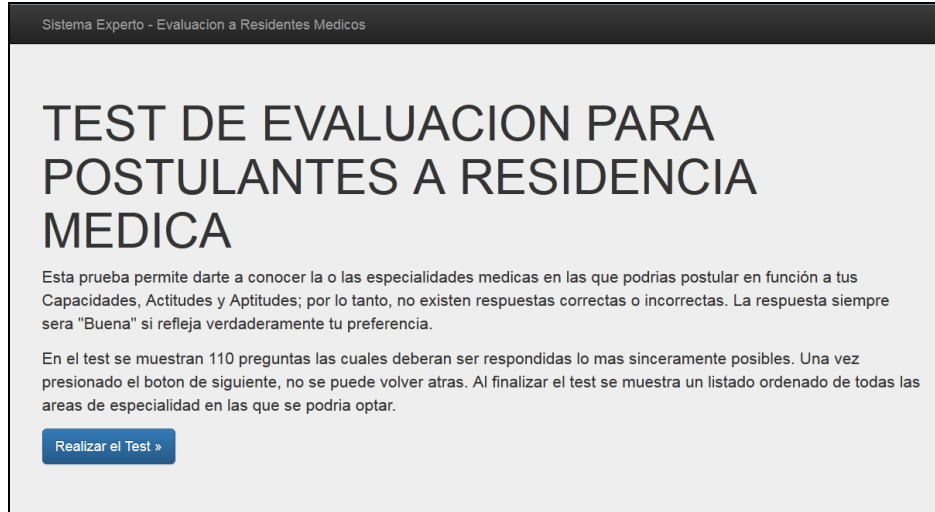 Sistema Experto - Evaluacion a Residentes Medicos
TEST DE EVALUACION PARA
POSTULANTES A RESIDENCIA
MEDICA
Esta prueba permite darte a conocer la o las especialidades medicas en las que podrias postular en función a tus
Capacidades, Actitudes y Aptitudes; por lo tanto, no existen respuestas correctas o incorrectas. La respuesta siempre
sera "Buena" si refleja verdaderamente tu preferencia.
En el test se muestran 110 preguntas las cuales deberan ser respondidas lo mas sinceramente posibles. Una vez
presionado el boton de siguiente, no se puede volver atras. Al finalizar el test se muestra un listado ordenado de todas las
areas de especialidad en las que se podria optar.
Realizar el Test »